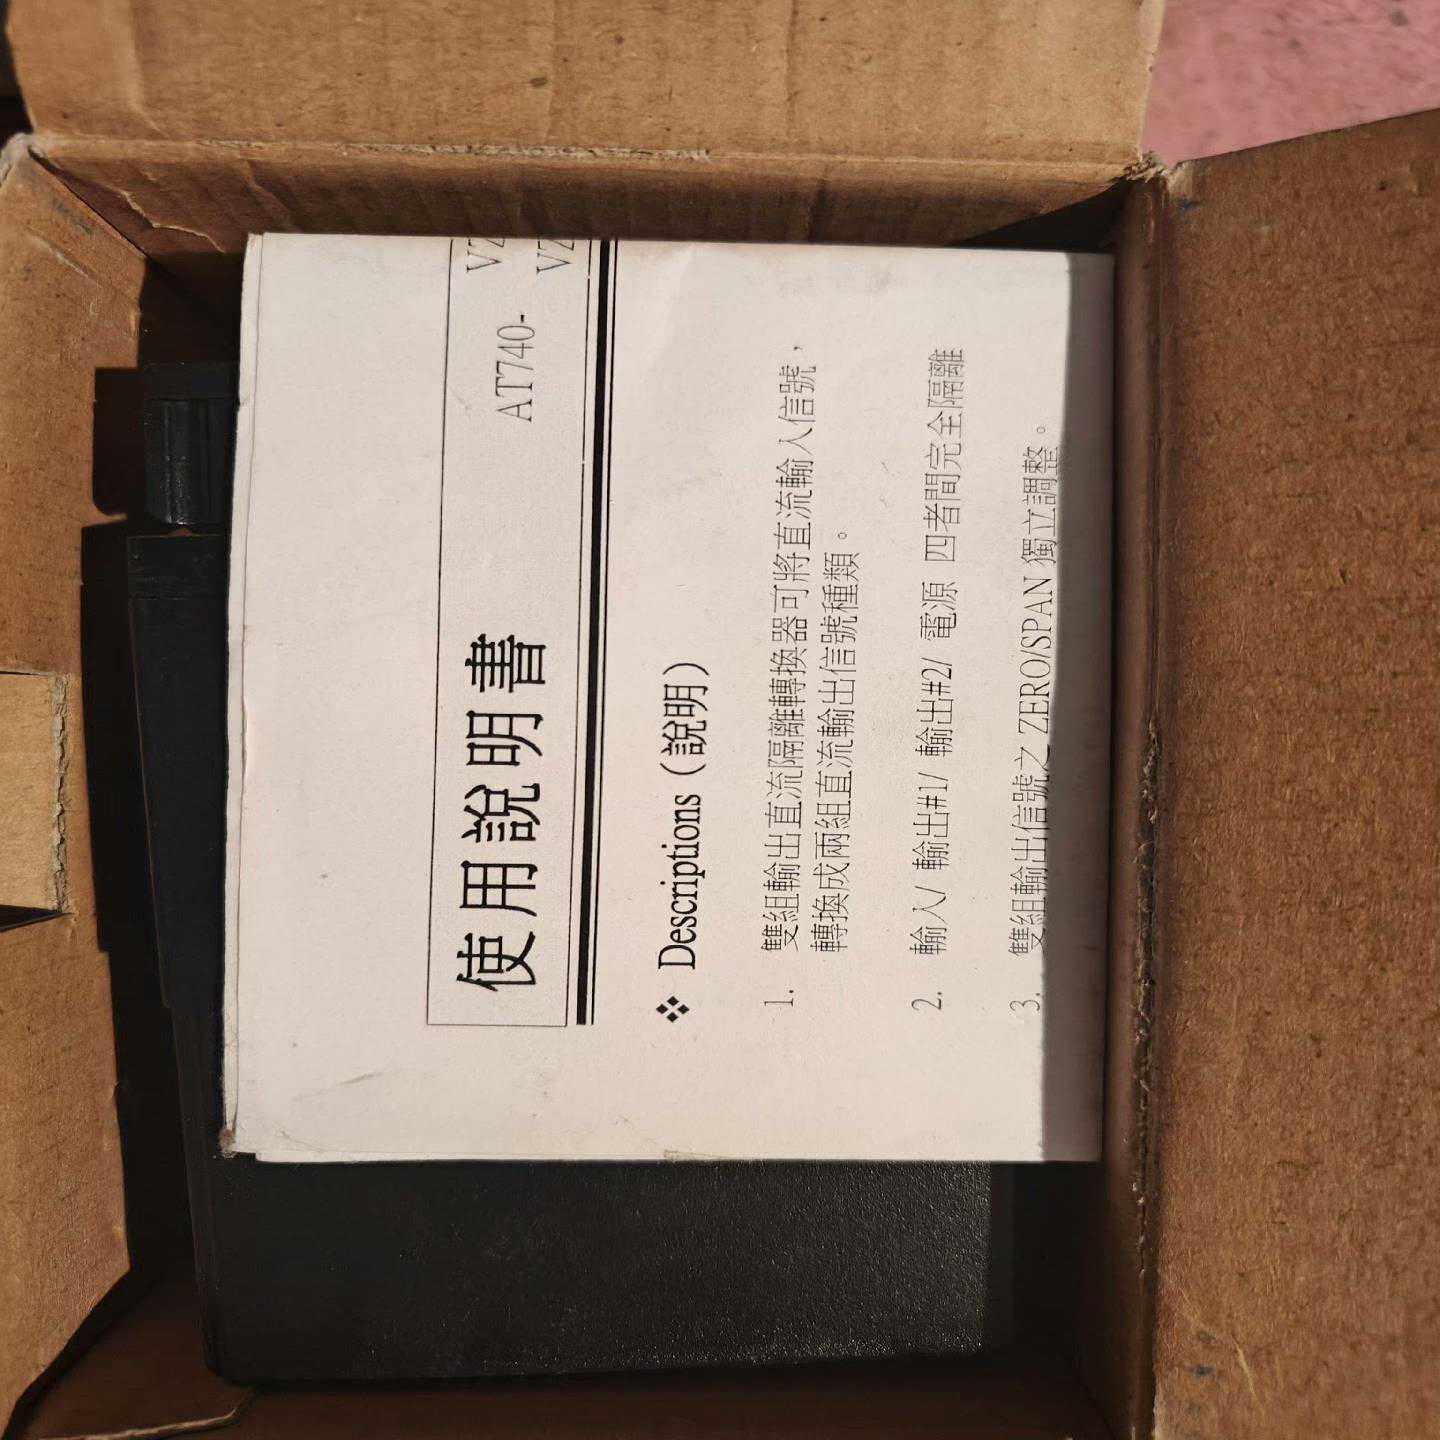 使用說明書 AT740- VZ
VZ
❖ Descriptions (說明)
1. 雙組輸出直流隔離轉換器可將直流輸入信號，
轉換成兩組直流輸出信號種類。
2. 輸入/ 輸出#1/ 輸出#2/ 電源 四者間完全隔離
3. 雙組輸出信號之 ZERO/SPAN 獨立調整。